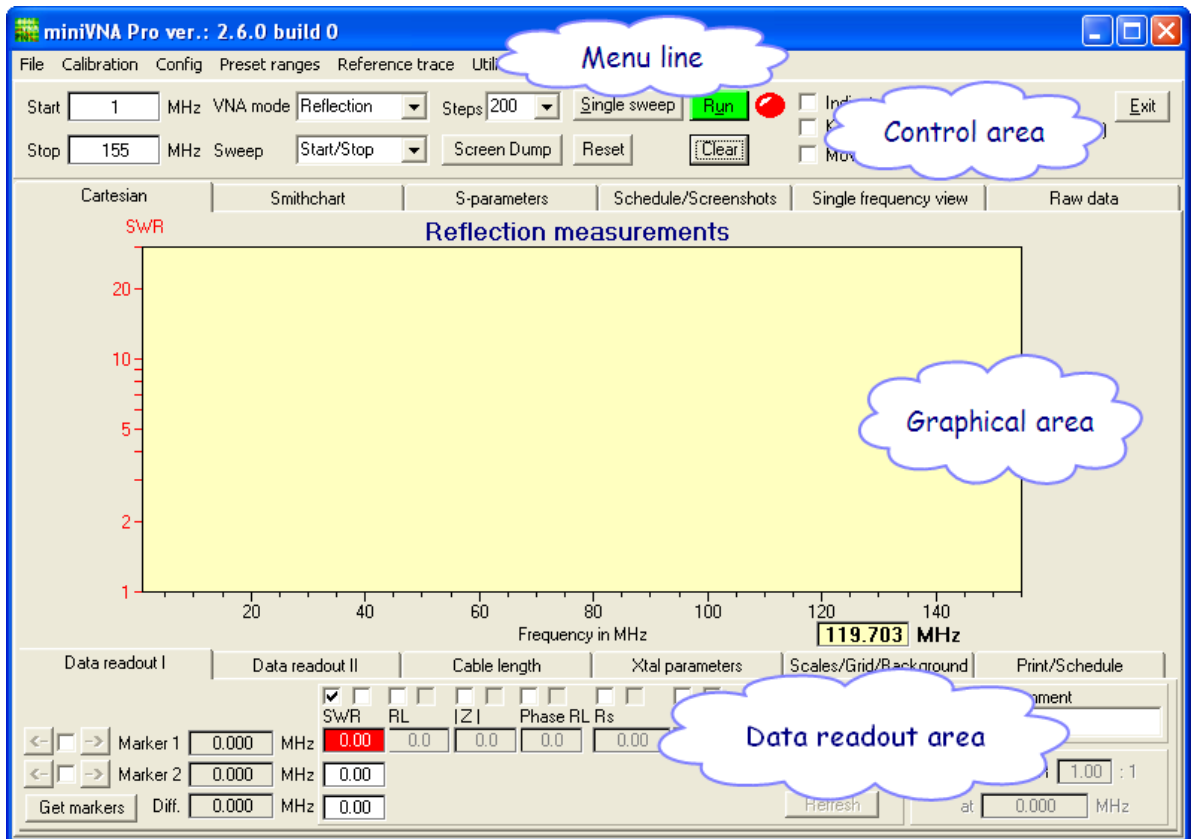 miniVNA Pro ver.: 2.6.0 build 0
File Calibration Config Preset ranges Reference trace
Menu line
Start 1 MHz VNA mode Reflection Steps 200 Single sweep Run Exit
Control area
Stop 155 MHz Sweep Start/Stop Screen Dump Reset Clear
Cartesian Smithchart S-parameters Schedule/Screenshots Single frequency view Raw data
SWR
Reflection measurements
20
10
5
2
1
Graphical area
20 40 60 80 100 120 140
Frequency in MHz
119.703 MHz
Data readout I Data readout II Cable length Xtal parameters Scales/Grid/Background Print/Schedule
SWR RL |Z| Phase RL Rs
Marker 1 0.000 MHz 0.00 0.0 0.0 0.0 0.00
Data readout area
Marker 2 0.000 MHz 0.00 1.00 : 1
Get markers Diff. 0.000 MHz 0.00 Refresh at 0.000 MHz